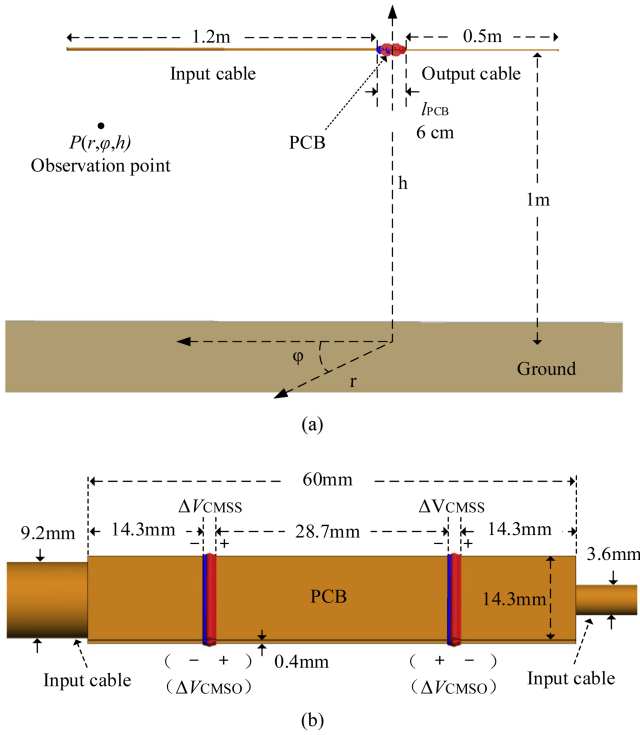 1.2m
0.5m
Input cable
Output cable
lPCB
6 cm
PCB
P(r,φ,h)
Observation point
h
1m
φ
r
Ground
(a)
60mm
ΔVCMSS
ΔVCMSS
9.2mm
14.3mm
28.7mm
14.3mm
3.6mm
− +
− +
PCB
14.3mm
( − + )
0.4mm
( + − )
Input cable
(ΔVCMSO)
(ΔVCMSO)
Input cable
(b)